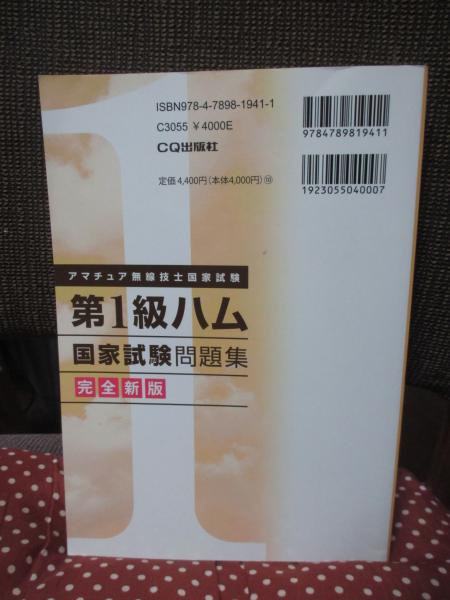 ISBN978-4-7898-1941-1
C3055 ¥4000E
CQ出版社
定価4,400円(本体4,000円)⑩
9784789819411
1923055040007
アマチュア無線技士国家試験
第1級ハム
国家試験問題集
完全新版